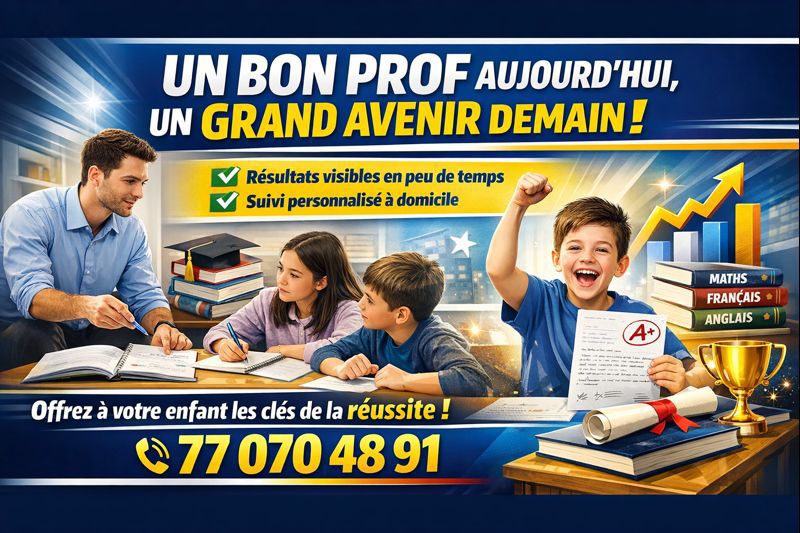 UN BON PROF AUJOURD'HUI,
UN GRAND AVENIR DEMAIN !
Résultats visibles en peu de temps
Suivi personnalisé à domicile
MATHS
FRANÇAIS
ANGLAIS
A+
Offrez à votre enfant les clés de la réussite !
77 070 48 91